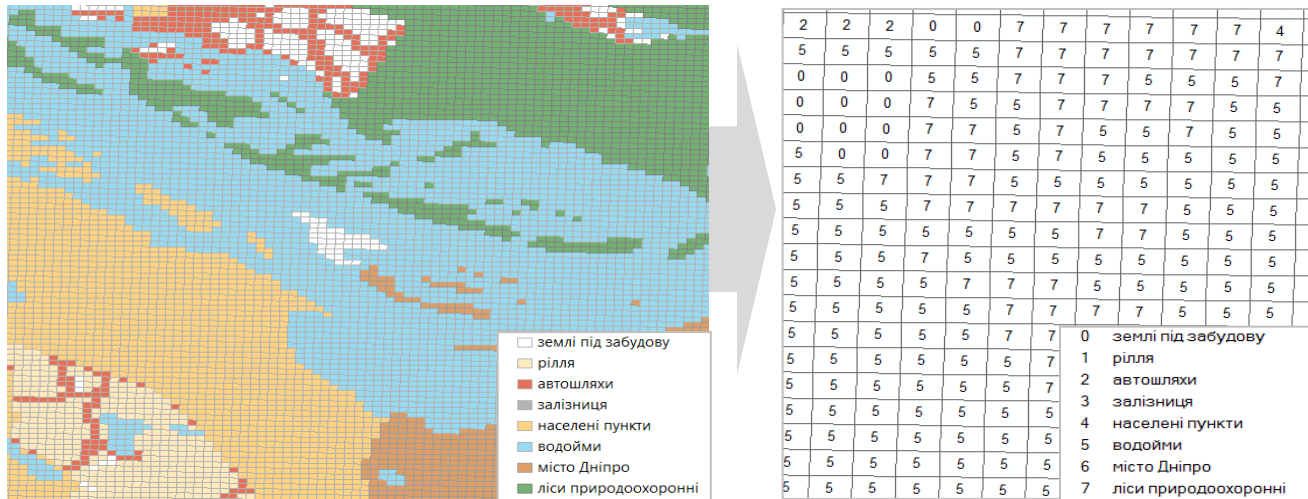 землі під забудову
рілля
автошляхи
залізниця
населені пункти
водойми
місто Дніпро
ліси природоохоронні
2 2 2 0 0 7 7 7 7 7 7 4
5 5 5 5 5 7 7 7 7 7 7 7
0 0 0 5 5 7 7 7 5 5 5 7
0 0 0 7 5 5 7 7 7 7 5 5
0 0 0 7 7 5 7 5 5 7 5 5
5 0 0 7 7 5 7 5 5 5 5 5
5 5 7 7 7 5 5 5 5 5 5 5
5 5 5 7 7 7 7 7 7 5 5 5
5 5 5 5 5 5 5 7 7 5 5 5
5 5 5 7 5 5 5 5 5 5 5 5
5 5 5 5 7 7 7 5 5 5 5 5
5 5 5 5 5 7 7 7 7 5 5 5
5 5 5 5 5 7 7
5 5 5 5 5 5 7
5 5 5 5 5 5 7
5 5 5 5 5 5 5
5 5 5 5 5 5 5
5 5 5 5 5 5 5
5 5 5 5 5 5 5
0 землі під забудову
1 рілля
2 автошляхи
3 залізниця
4 населені пункти
5 водойми
6 місто Дніпро
7 ліси природоохоронні